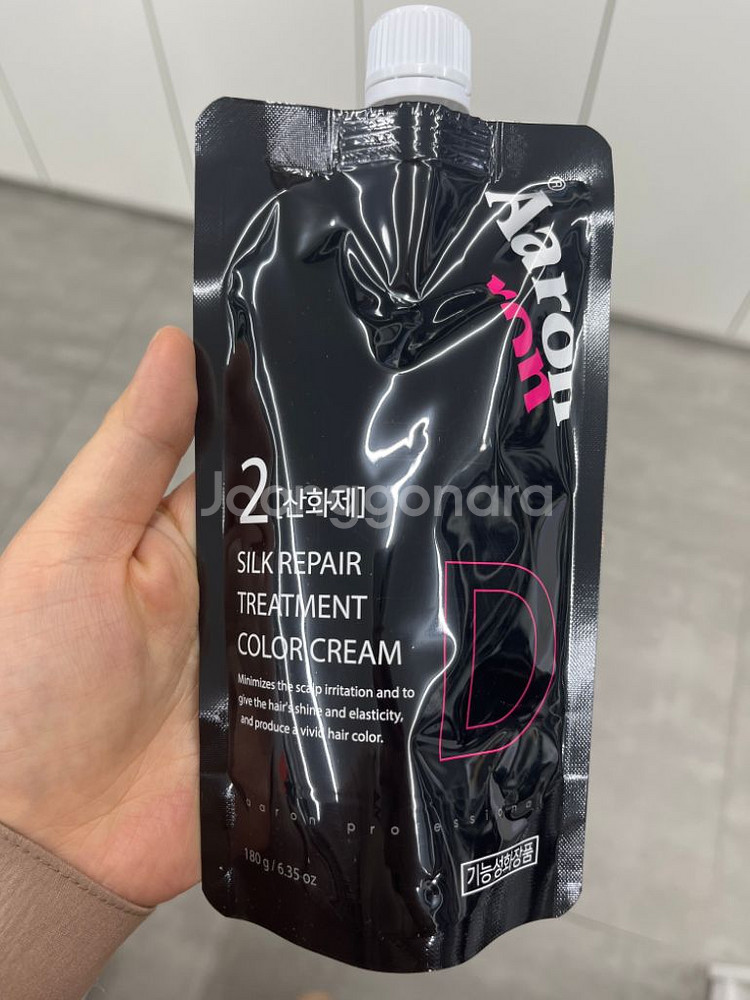 Aaron
®
2 [산화제]
Joonggonara
SILK REPAIR
TREATMENT
COLOR CREAM
Minimizes the scalp irritation and to
give the hair's shine and elasticity,
and produce a vivid hair color.
D
aaron professional
180 g / 6.35 oz
기능성화장품